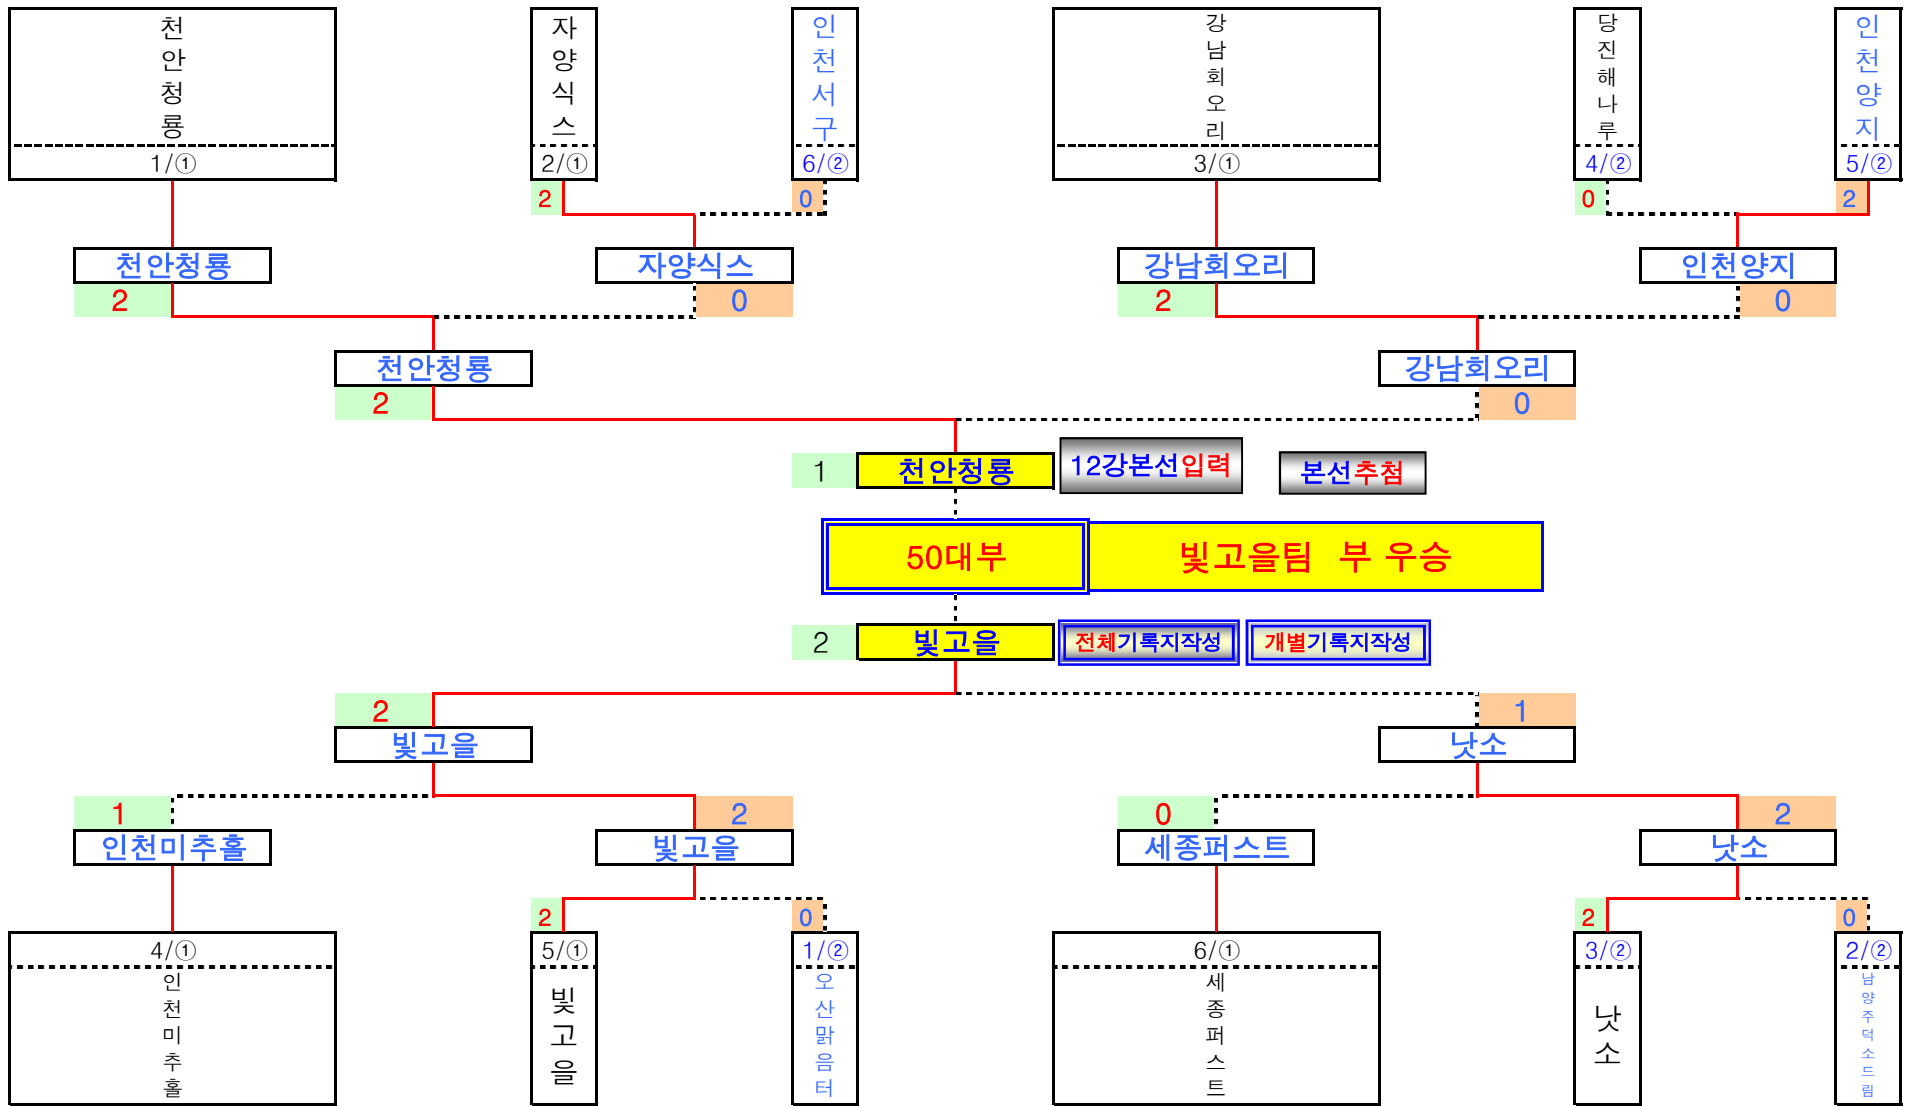 천안청룡
자양식스
인천서구
강남회오리
당진해나루
인천양지
1/①
2/①
6/②
3/①
4/②
5/②
2
0
0
2
천안청룡
자양식스
강남회오리
인천양지
2
0
2
0
천안청룡
강남회오리
2
0
1
천안청룡
12강본선입력
본선추첨
50대부
빛고을팀 부 우승
2
빛고을
전체기록지작성
개별기록지작성
2
1
빛고을
낫소
1
2
0
2
인천미추홀
빛고을
세종퍼스트
낫소
2
0
2
0
4/①
5/①
1/②
6/①
3/②
2/②
인천미추홀
빛고을
오산맑음터
세종퍼스트
낫소
남양주덕소드림